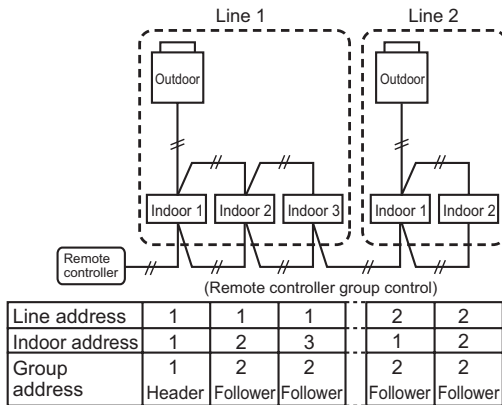 Line 1 Line 2
Outdoor Outdoor
Indoor 1 Indoor 2 Indoor 3 Indoor 1 Indoor 2
Remote
controller
(Remote controller group control)
Line address 1 1 1 2 2
Indoor address 1 2 3 1 2
Group
address
1 2 2 2 2
Header Follower Follower Follower Follower